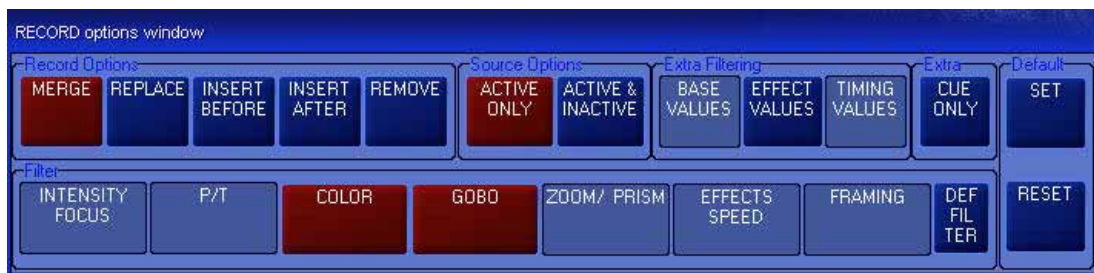 RECORD options window
Record Options
MERGE
REPLACE
INSERT
BEFORE
INSERT
AFTER
REMOVE
Source Options
ACTIVE
ONLY
ACTIVE &
INACTIVE
Extra Filtering
BASE
VALUES
EFFECT
VALUES
TIMING
VALUES
Extra
CUE
ONLY
Default
SET
Filter
INTENSITY
FOCUS
P/T
COLOR
GOBO
ZOOM/ PRISM
EFFECTS
SPEED
FRAMING
DEF
FIL
TER
RESET